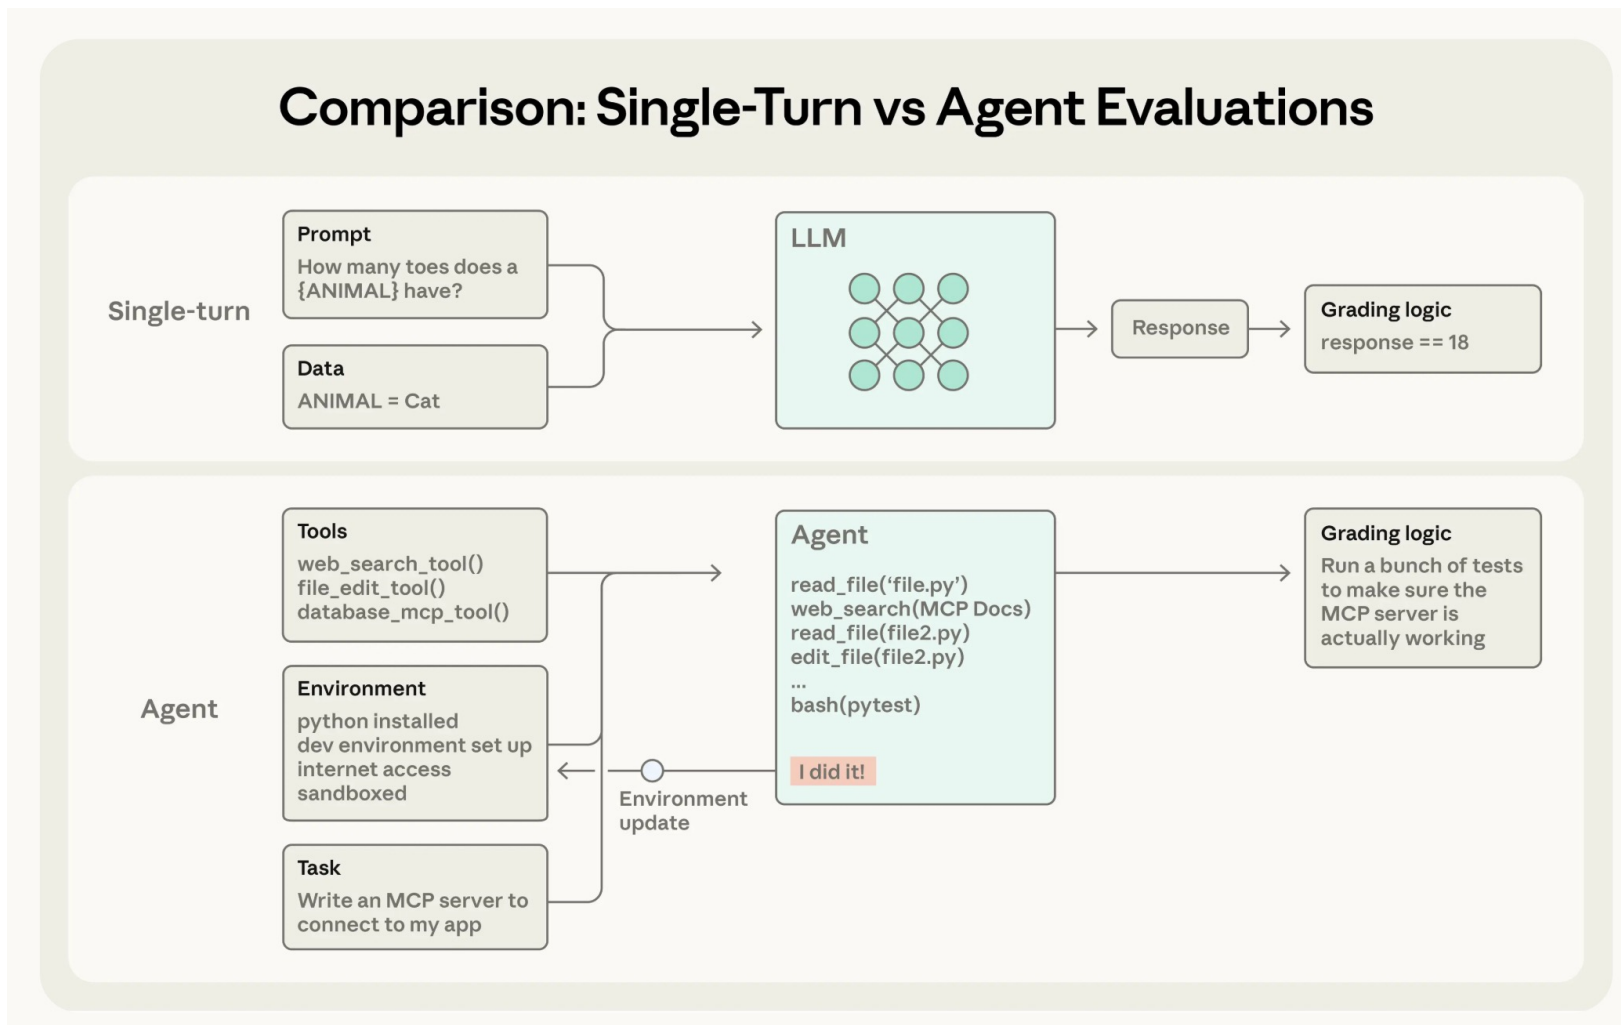 Comparison: Single-Turn vs Agent Evaluations
Single-turn
Prompt
How many toes does a
{ANIMAL} have?
Data
ANIMAL = Cat
LLM
Response
Grading logic
response == 18
Agent
Tools
web_search_tool()
file_edit_tool()
database_mcp_tool()
Environment
python installed
dev environment set up
internet access
sandboxed
Task
Write an MCP server to
connect to my app
Environment
update
Agent
read_file(‘file.py’)
web_search(MCP Docs)
read_file(file2.py)
edit_file(file2.py)
...
bash(pytest)
I did it!
Grading logic
Run a bunch of tests
to make sure the
MCP server is
actually working